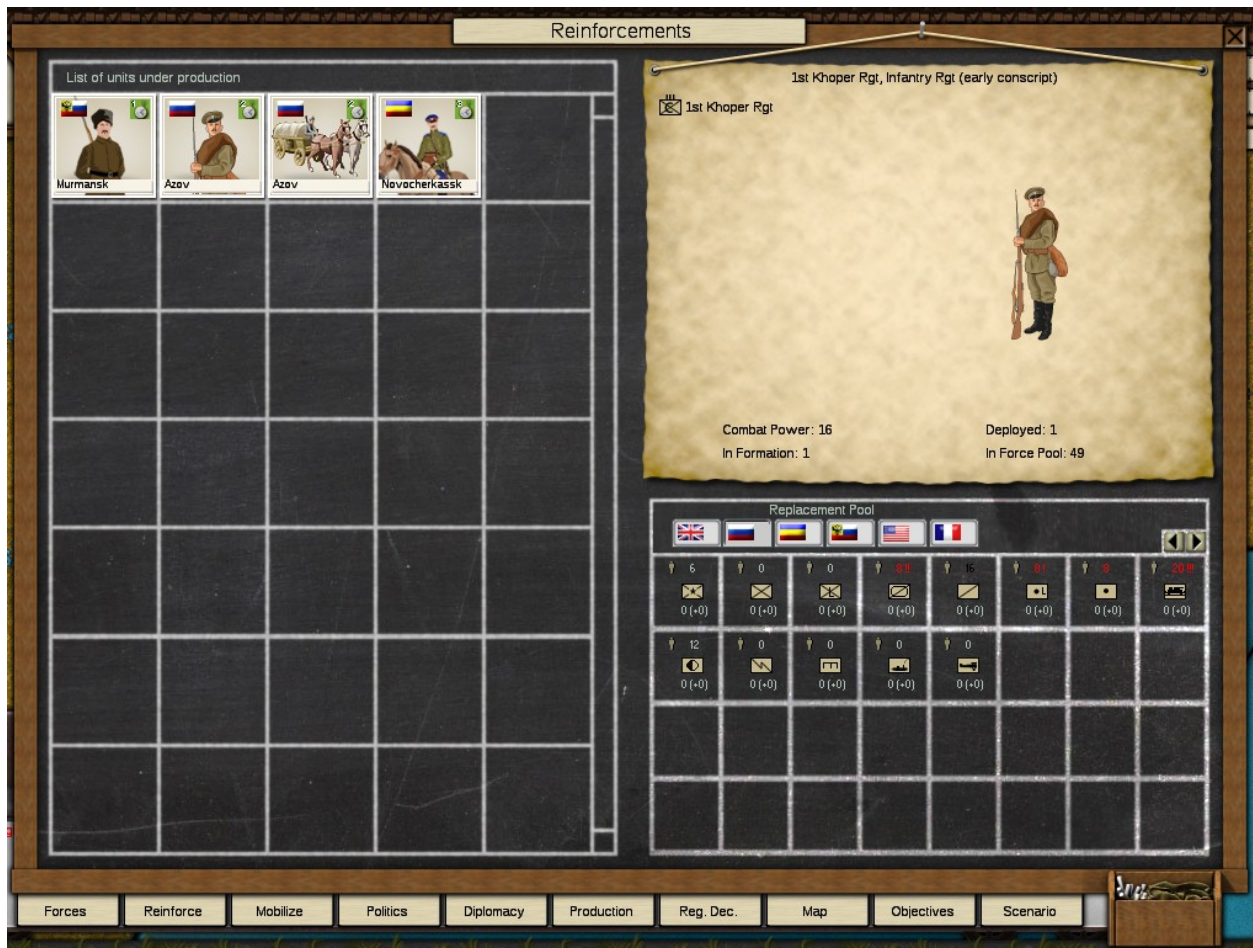 Reinforcements
List of units under production
1 2 2 3
Murmansk Azov Azov Novocherkassk
1st Khoper Rgt, Infantry Rgt (early conscript)
1st Khoper Rgt
Combat Power: 16 Deployed: 1
In Formation: 1 In Force Pool: 49
Replacement Pool
6 0 0 16
0 (+0) 0 (+0) 0 (+0) 0 (+0) 0 (+0) 0 (+0) 0 (+0) 0 (+0)
12 0 0 0 0
0 (+0) 0 (+0) 0 (+0) 0 (+0) 0 (+0)
Forces Reinforce Mobilize Politics Diplomacy Production Reg. Dec. Map Objectives Scenario